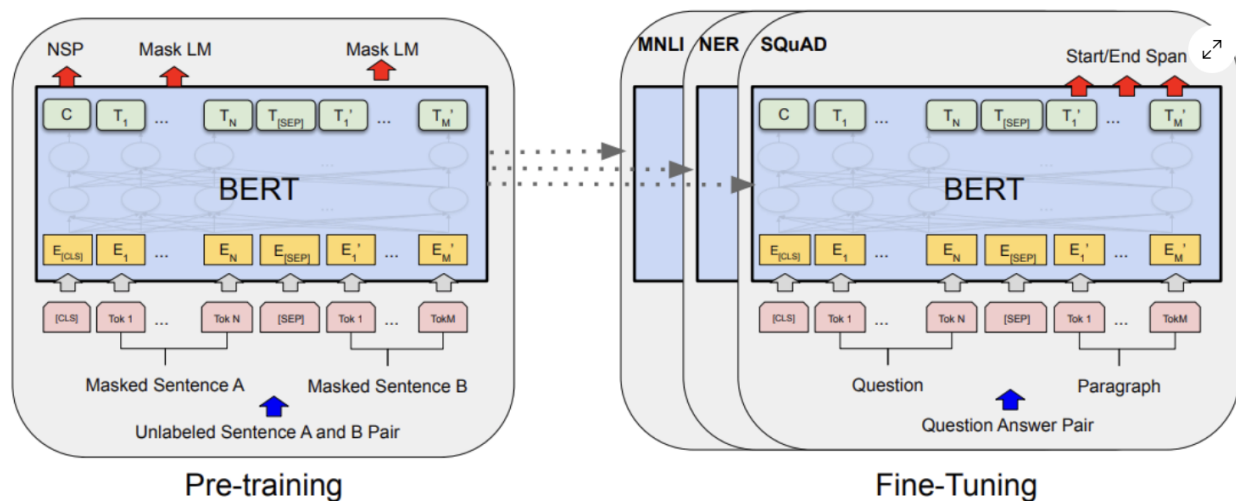 NSP Mask LM Mask LM
C T1 ... TN T[SEP] T1' ... TM'
... ...
BERT
E[CLS] E1 ... EN E[SEP] E1' ... EM'
[CLS] Tok 1 ... Tok N [SEP] Tok 1 ... TokM
Masked Sentence A Masked Sentence B
Unlabeled Sentence A and B Pair
Pre-training
MNLI NER SQuAD
Start/End Span
C T1 ... TN T[SEP] T1' ... TM'
... ...
BERT
E[CLS] E1 ... EN E[SEP] E1' ... EM'
[CLS] Tok 1 ... Tok N [SEP] Tok 1 ... TokM
Question Paragraph
Question Answer Pair
Fine-Tuning